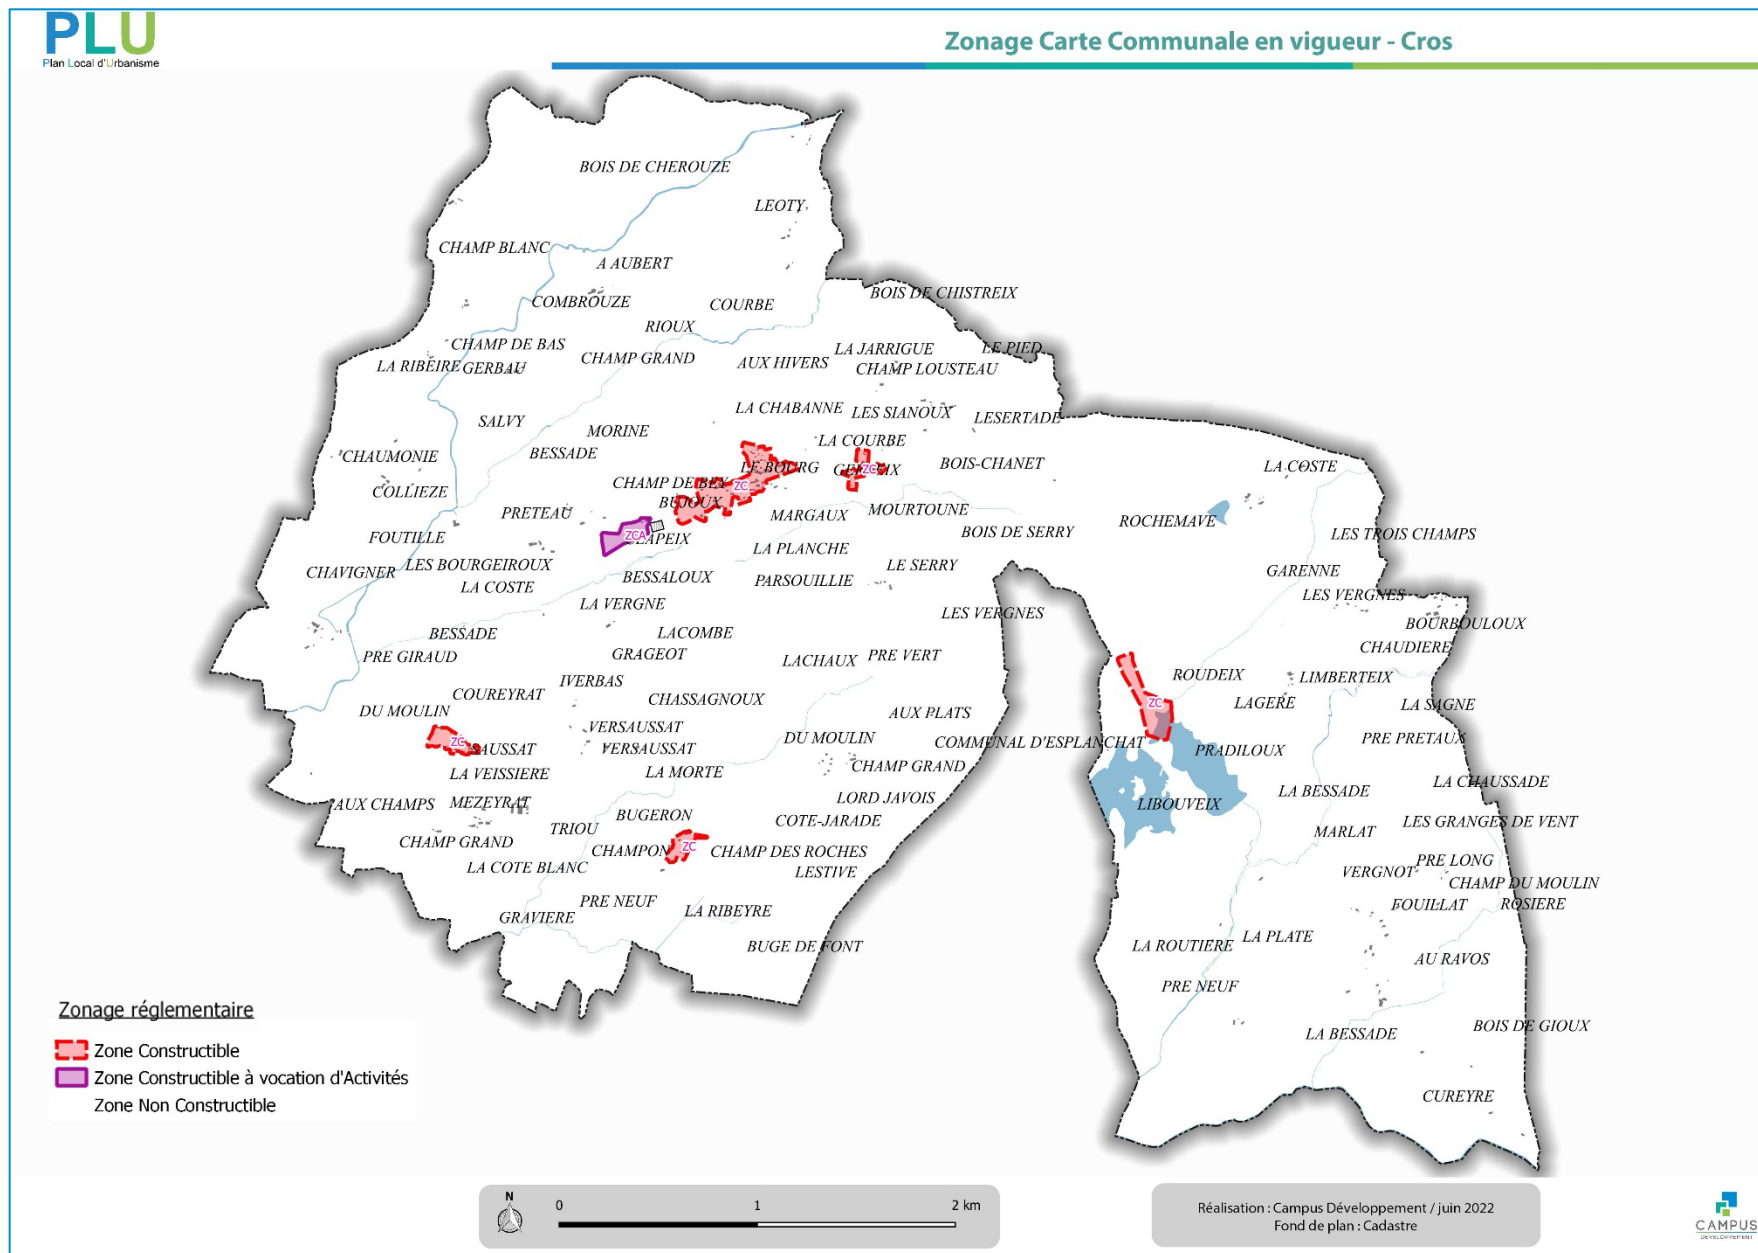 PLU
Plan Local d'Urbanisme
Zonage Carte Communale en vigueur - Cros
BOIS DE CHEROUZE
LEOTY
CHAMP BLANC
A AUBERT
BOIS DE CHISTREIX
COMBROUZE
COURBE
RIOUX
CHAMP DE BAS
LA JARRIGUE
LE PIED
CHAMP GRAND
AUX HIVERS
LA RIBEIRE
GERBAU
CHAMP LOUSTEAU
LA CHABANNE
LES SIANOUX
LESERTADE
SALVY
MORINE
LA COURBE
BESSADE
CHAUMONIE
LE BOURG
ZC
BOIS-CHANET
LA COSTE
CHAMP DE BEY
ZC
COLLIEZE
BUJOUX
PRETEAU
MARGAUX
MOURTOUNE
ROCHEMAVE
FOUTILLE
ZCA
BOIS DE SERRY
LES TROIS CHAMPS
LA PLANCHE
LES BOURGEIROUX
LE SERRY
GARENNE
CHAVIGNER
BESSALOUX
PARSOUILLIE
LA COSTE
LES VERGNES
LA VERGNE
LES VERGNES
BOURBOULOUX
BESSADE
LACOMBE
CHAUDIERE
PRE GIRAUD
GRAGEOT
LACHAUX
PRE VERT
ROUDEIX
LIMBERTEIX
IVERBAS
COUREYRAT
CHASSAGNOUX
ZC
LAGERE
LA SAGNE
DU MOULIN
AUX PLATS
VERSAUSSAT
DU MOULIN
COMMUNAL D'ESPLANCHAT
PRE PRETAUX
ZC
SAUSSAT
VERSAUSSAT
PRADILOUX
LA VEISSIERE
LA MORTE
CHAMP GRAND
LA CHAUSSADE
LA BESSADE
AUX CHAMPS
MEZEYRAT
LORD JAVOIS
LIBOUVEIX
BUGERON
COTE-JARADE
LES GRANGES DE VENT
TRIOU
MARLAT
CHAMP GRAND
CHAMPON
ZC
CHAMP DES ROCHES
PRE LONG
LA COTE BLANC
LESTIVE
VERGNOT
CHAMP DU MOULIN
PRE NEUF
LA RIBEYRE
FOUILLAT
ROSIERE
GRAVIERE
BUGE DE FONT
LA ROUTIERE
LA PLATE
AU RAVOS
PRE NEUF
BOIS DE GIOUX
LA BESSADE
CUREYRE
Zonage réglementaire
Zone Constructible
Zone Constructible à vocation d'Activités
Zone Non Constructible
N
0 1 2 km
Réalisation : Campus Développement / juin 2022
Fond de plan : Cadastre
CAMPUS
DEVELOPPEMENT